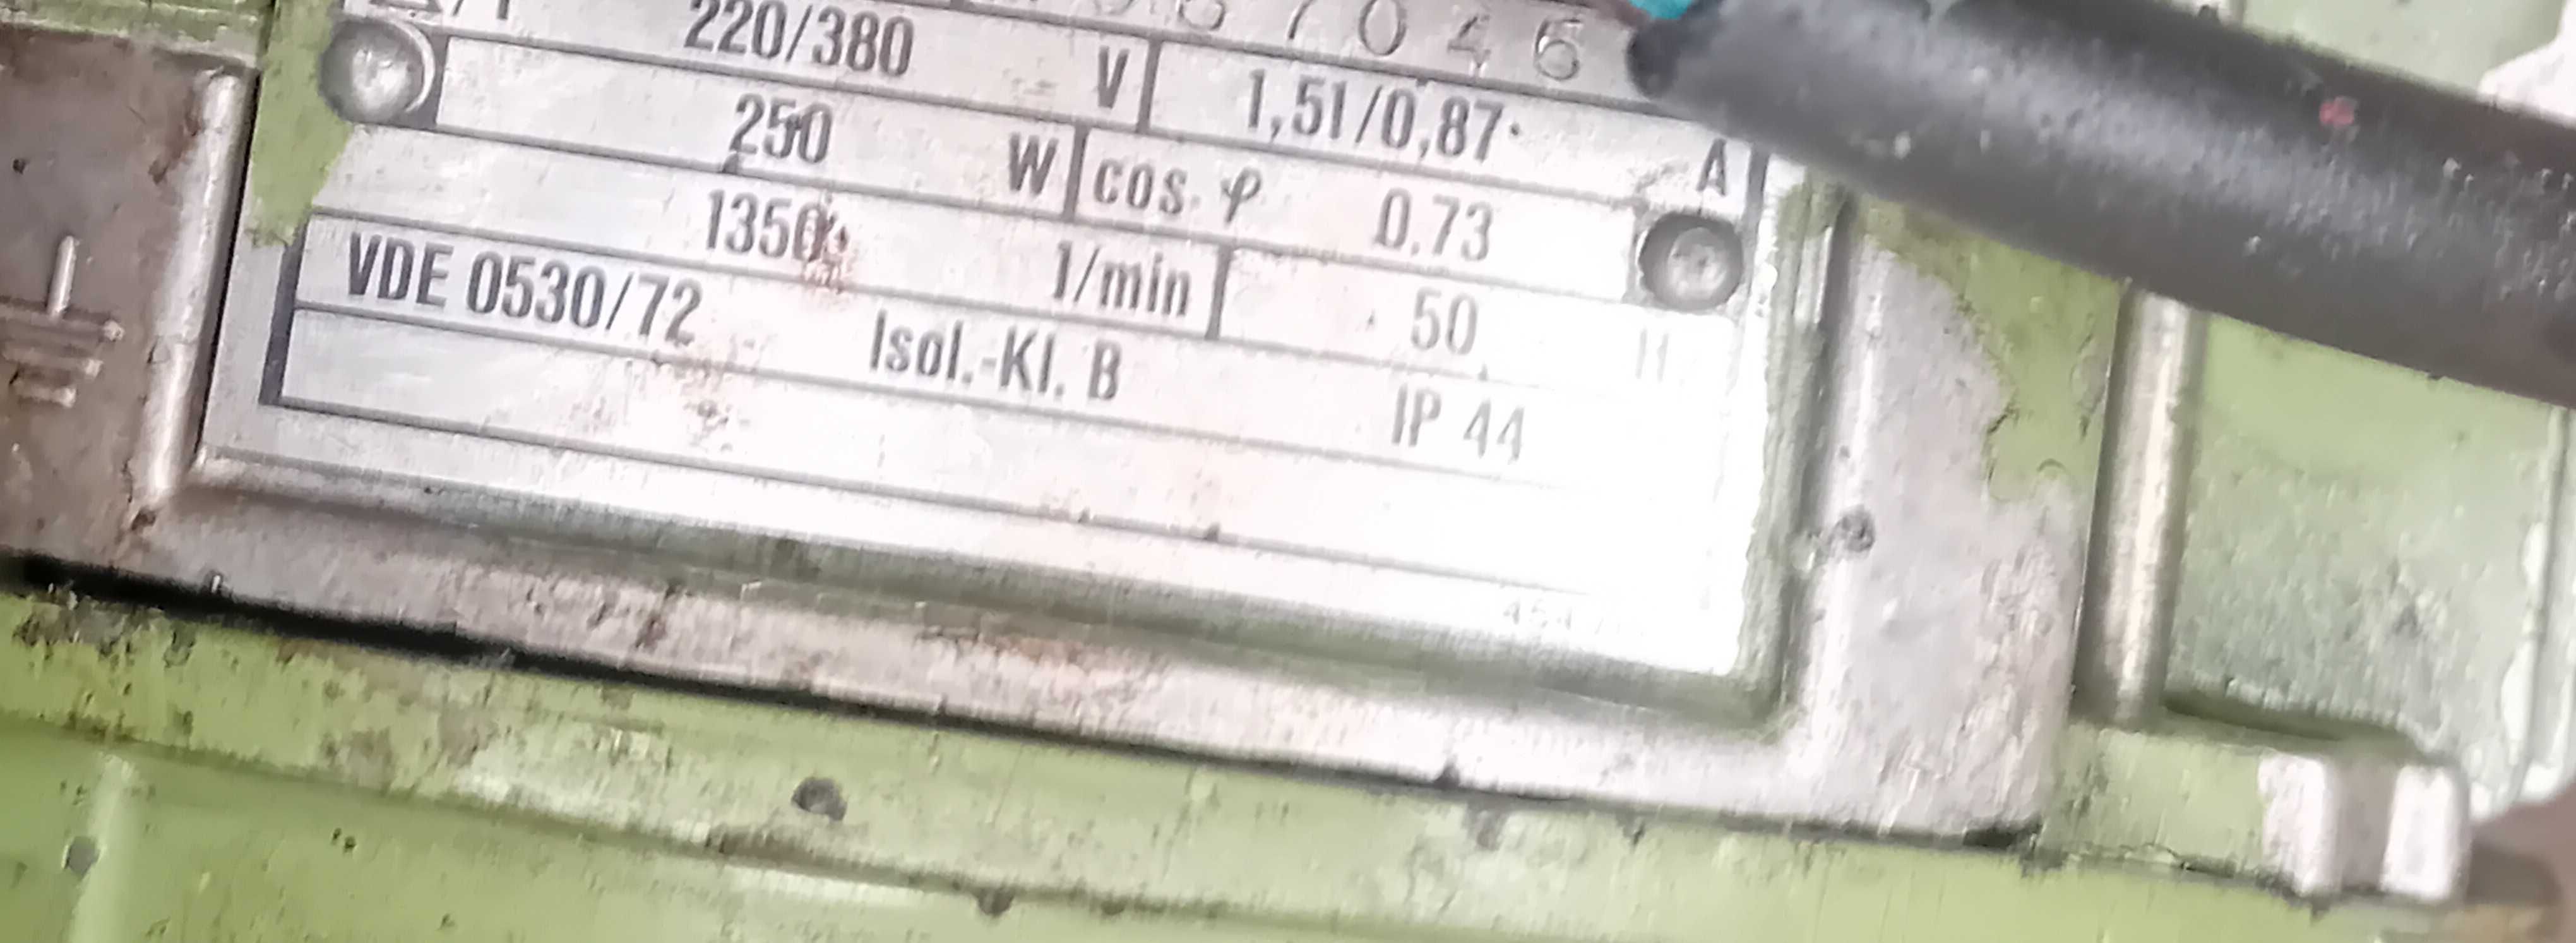 7046
220/380 V 1,51/0,87 A
250 W cos. φ 0.73
1350 1/min 50 H
VDE 0530/72 Isol.-Kl. B IP 44